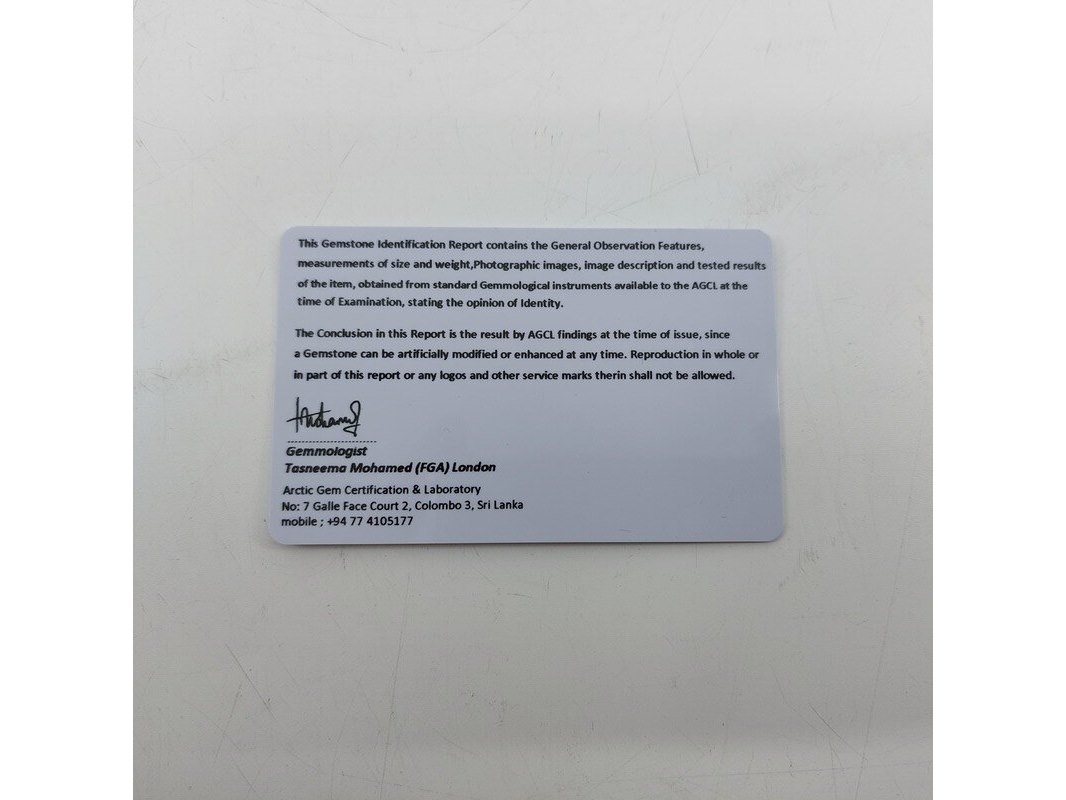 This Gemstone Identification Report contains the General Observation Features,
measurements of size and weight,Photographic images, image description and tested results
of the item, obtained from standard Gemmological instruments available to the AGCL at the
time of Examination, stating the opinion of Identity.
The Conclusion in this Report is the result by AGCL findings at the time of issue, since
a Gemstone can be artificially modified or enhanced at any time. Reproduction in whole or
in part of this report or any logos and other service marks therin shall not be allowed.
Gemmologist
Tasneema Mohamed (FGA) London
Arctic Gem Certification & Laboratory
No: 7 Galle Face Court 2, Colombo 3, Sri Lanka
mobile ; +94 77 4105177